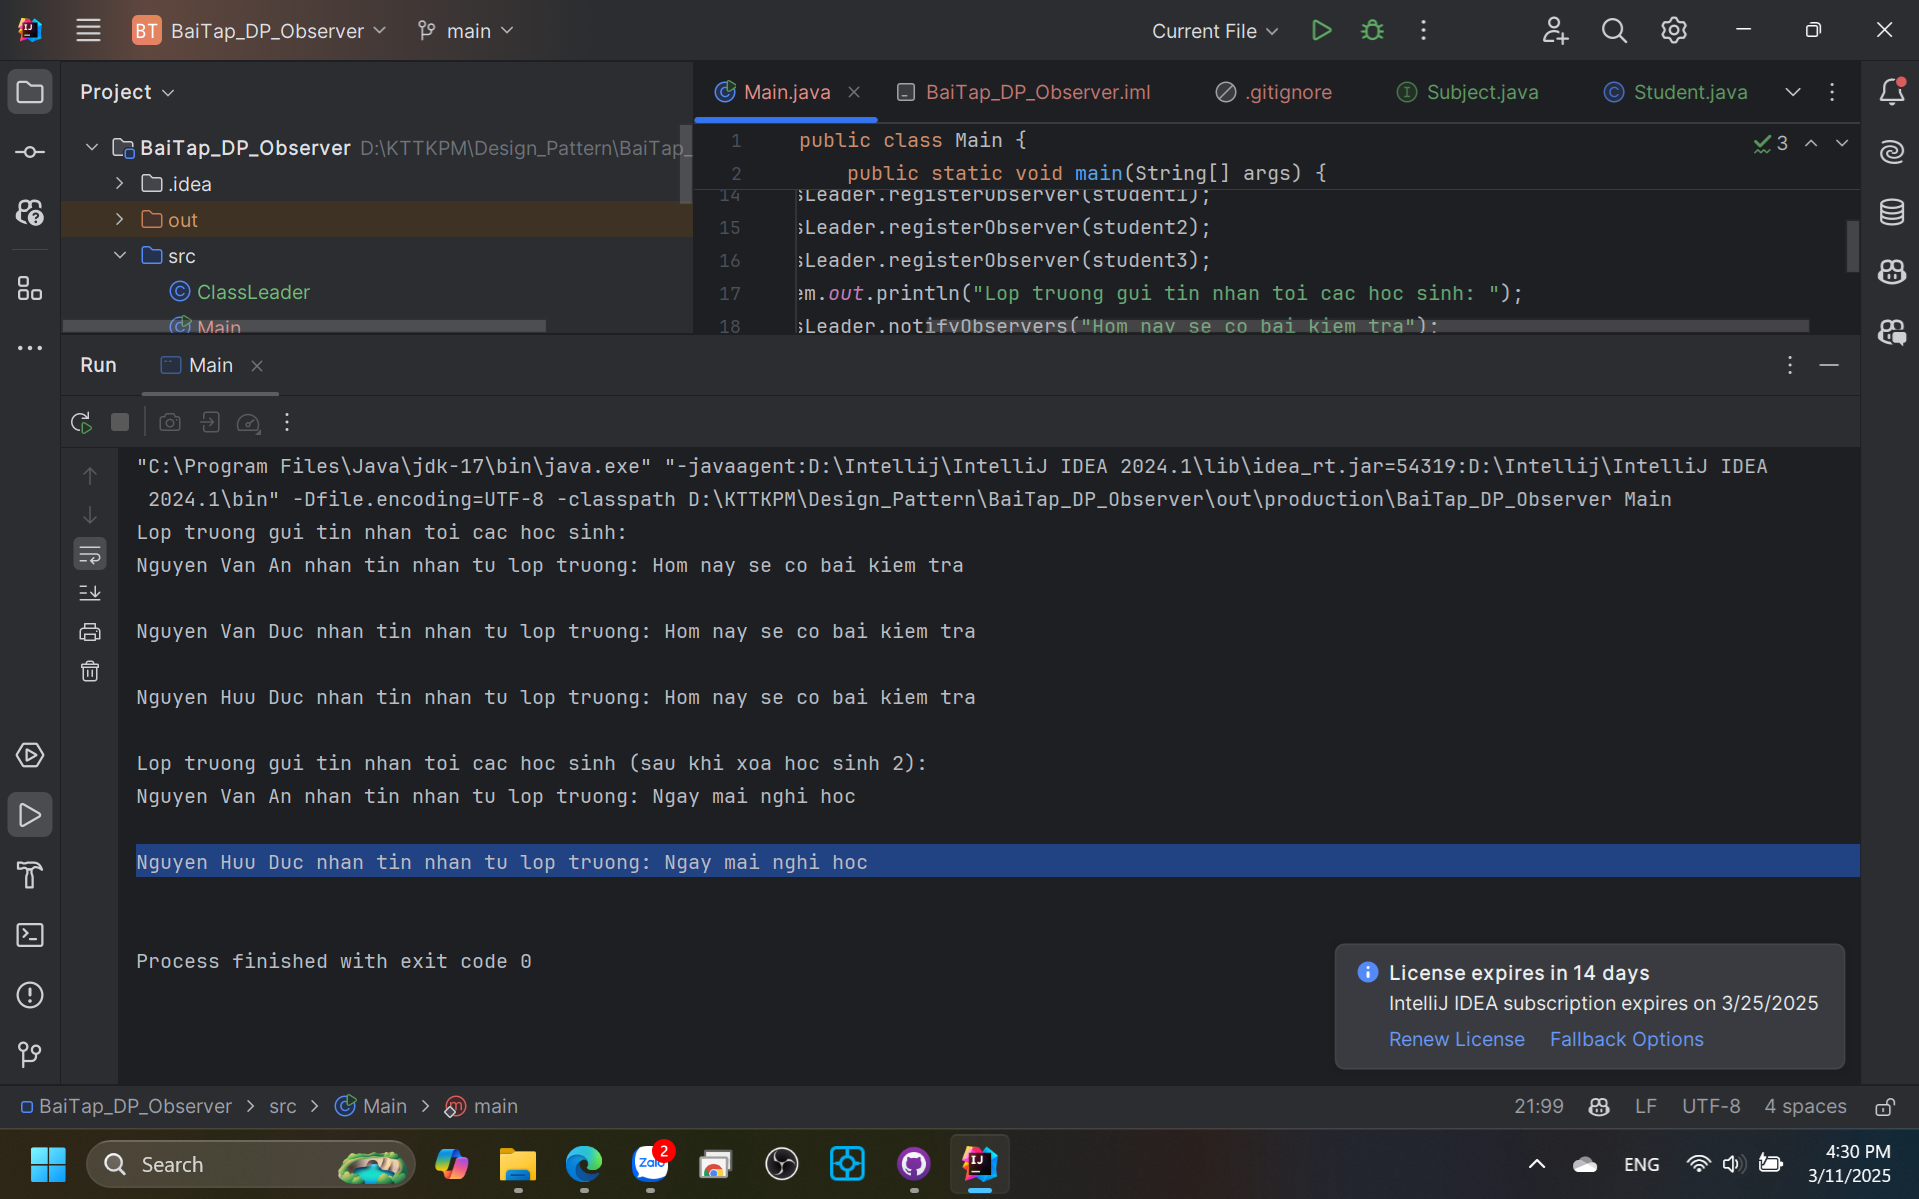 BT BaiTap_DP_Observer main Current File
Project
Main.java BaiTap_DP_Observer.iml .gitignore Subject.java Student.java
BaiTap_DP_Observer D:\KTTKPM\Design_Pattern\BaiTap_
.idea
out
src
ClassLeader
Main
1 public class Main {
2 public static void main(String[] args) {
14 sLeader.registerObserver(student1);
15 sLeader.registerObserver(student2);
16 sLeader.registerObserver(student3);
17 em.out.println("Lop truong gui tin nhan toi cac hoc sinh: ");
18 sLeader.notifyObservers("Hom nay se co bai kiem tra");
3
Run Main
"C:\Program Files\Java\jdk-17\bin\java.exe" "-javaagent:D:\Intellij\IntelliJ IDEA 2024.1\lib\idea_rt.jar=54319:D:\Intellij\IntelliJ IDEA
2024.1\bin" -Dfile.encoding=UTF-8 -classpath D:\KTTKPM\Design_Pattern\BaiTap_DP_Observer\out\production\BaiTap_DP_Observer Main
Lop truong gui tin nhan toi cac hoc sinh:
Nguyen Van An nhan tin nhan tu lop truong: Hom nay se co bai kiem tra
Nguyen Van Duc nhan tin nhan tu lop truong: Hom nay se co bai kiem tra
Nguyen Huu Duc nhan tin nhan tu lop truong: Hom nay se co bai kiem tra
Lop truong gui tin nhan toi cac hoc sinh (sau khi xoa hoc sinh 2):
Nguyen Van An nhan tin nhan tu lop truong: Ngay mai nghi hoc
Nguyen Huu Duc nhan tin nhan tu lop truong: Ngay mai nghi hoc
Process finished with exit code 0
License expires in 14 days
IntelliJ IDEA subscription expires on 3/25/2025
Renew License Fallback Options
BaiTap_DP_Observer > src > Main > main
21:99 LF UTF-8 4 spaces
Search
Zalo 2
IJ
ENG
4:30 PM
3/11/2025